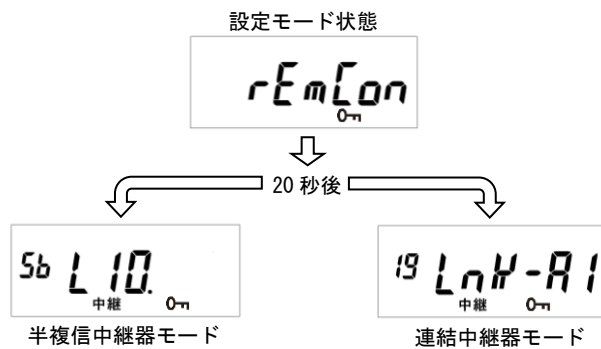 設定モード状態
rEmCon
20 秒後
5b L10.
中継
半複信中継器モード
19 LnK-A1
中継
連結中継器モード